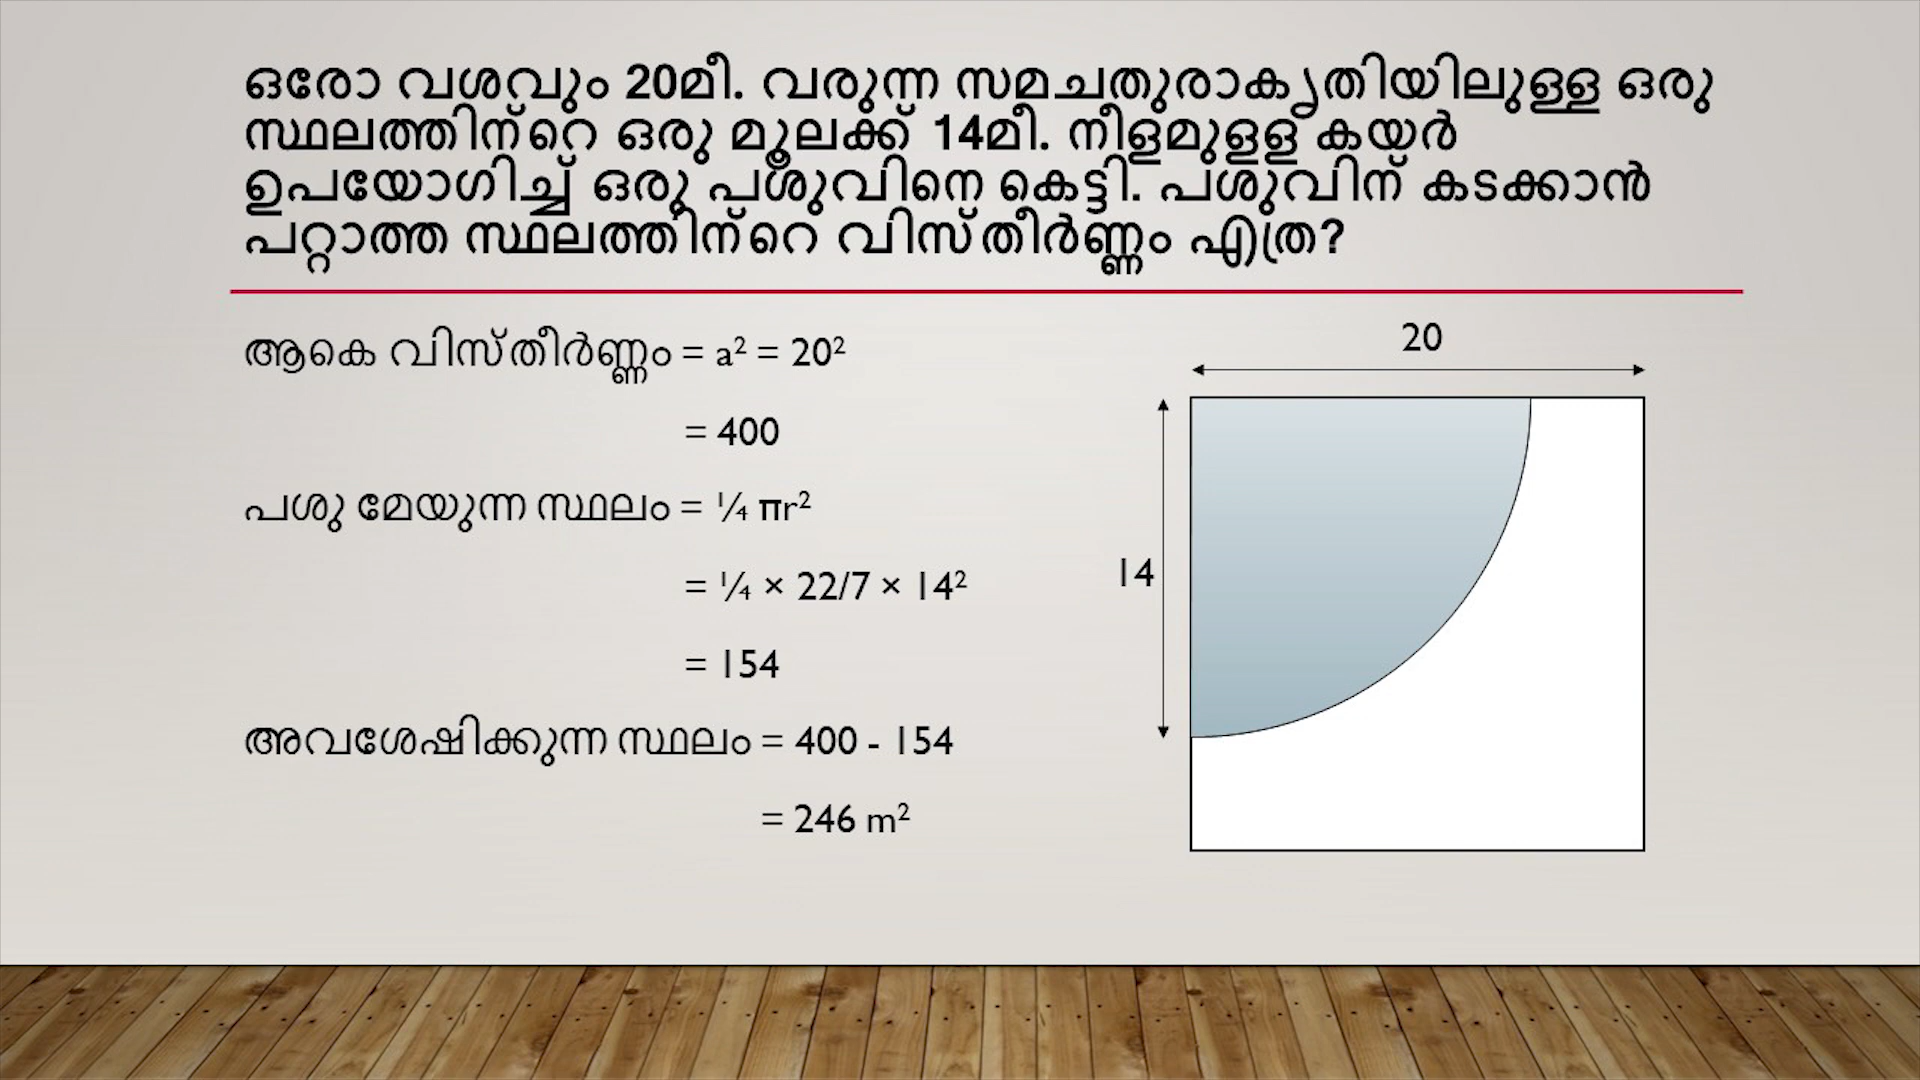 ഒരോ വശവും 20മീ. വരുന്ന സമചതുരാകൃതിയിലുള്ള ഒരു
സ്ഥലത്തിന്റെ ഒരു മൂലക്ക് 14മീ. നീളമുളള് കയർ
ഉപയോഗിച്ച് ഒരു പശുവിനെ കെട്ടി. പശുവിന് കടക്കാൻ
പറ്റാത്ത സ്ഥലത്തിന്റെ വിസ്തീർണ്ണം എത്ര?
ആകെ വിസ്തീർണ്ണം = a² = 20²
= 400
പശു മേയുന്ന സ്ഥലം = ¼ πr²
= ¼ × 22/7 × 14²
= 154
അവശേഷിക്കുന്ന സ്ഥലം = 400 - 154
= 246 m²
20
14